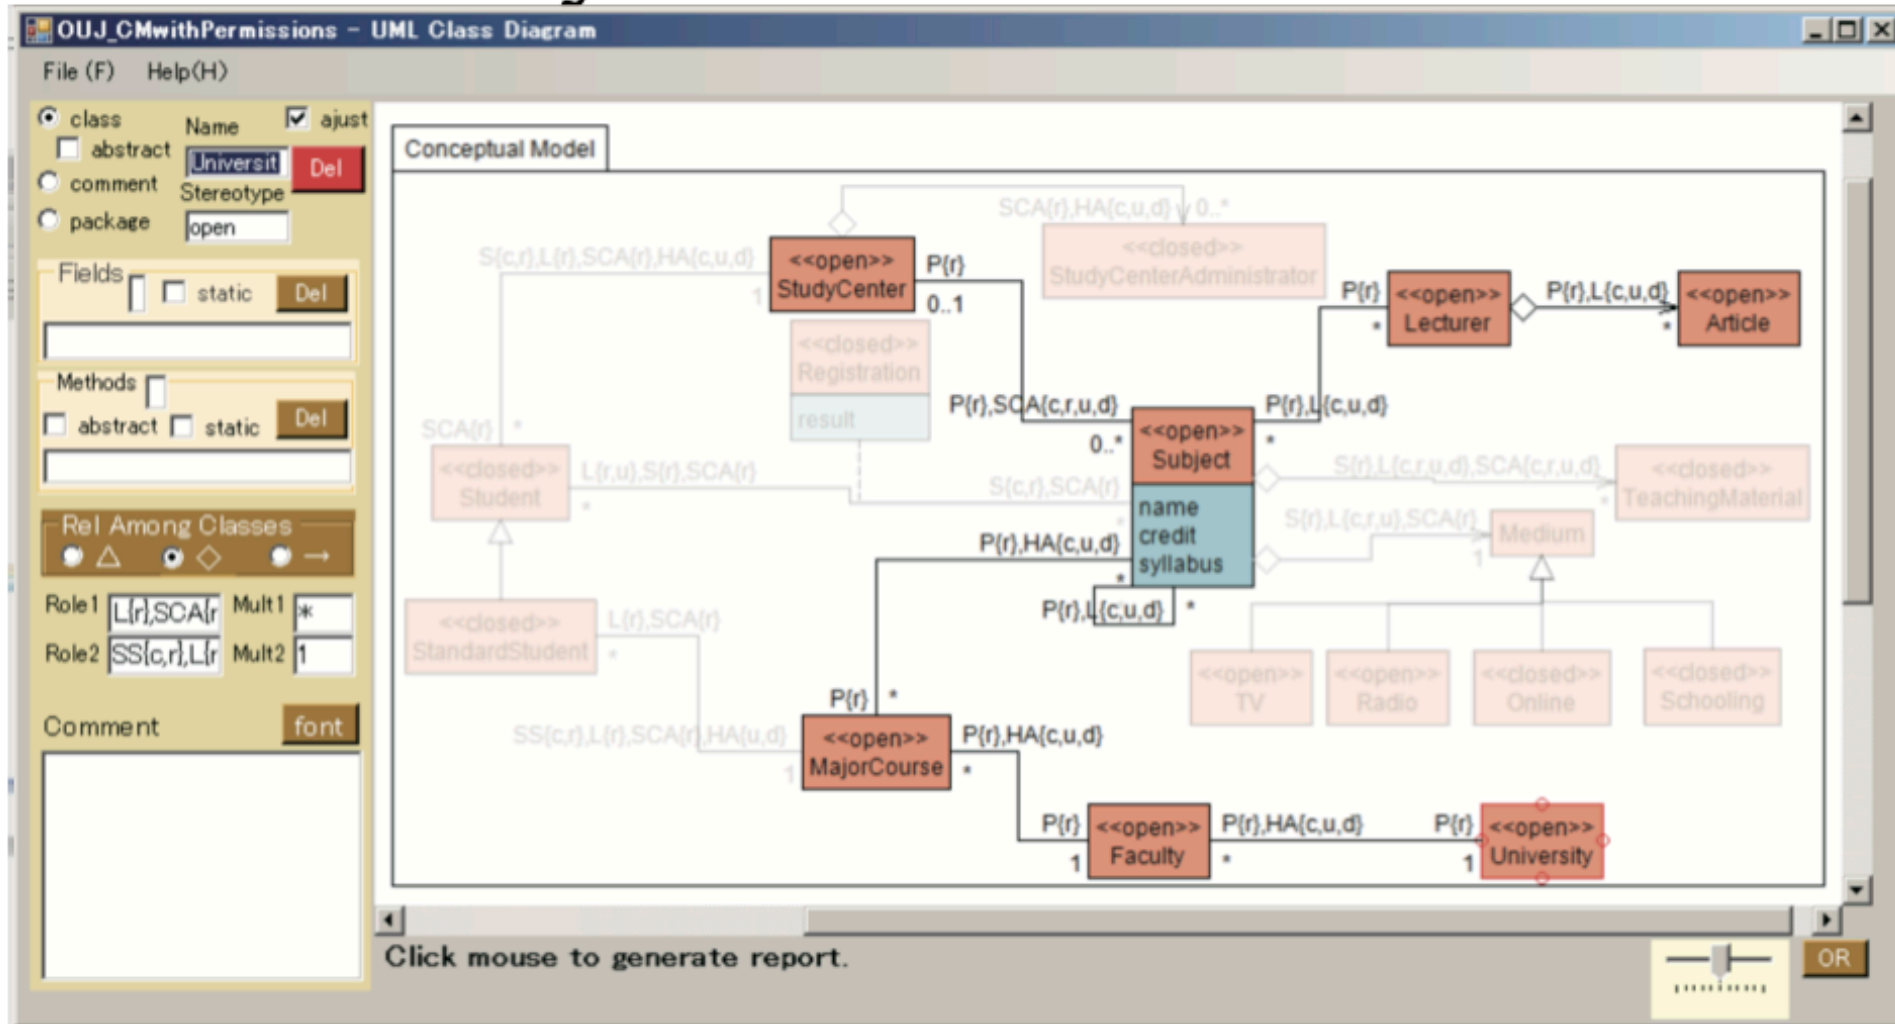 OUJ_CMwithPermissions - UML Class Diagram
File (F) Help(H)
class
abstract
comment
package
Name
Universit
Stereotype
open
ajust
Del
Fields
static
Del
Methods
abstract
static
Del
Rel Among Classes
Role1 L{r},SCA{r Mult1 *
Role2 SS{c,r},L{r Mult2 1
Comment
font
Conceptual Model
SCA{r},HA{c,u,d} 0..*
<<closed>>
StudyCenterAdministrator
S{c,r},L{r},SCA{r},HA{c,u,d}
1
<<open>>
StudyCenter
P{r}
0..1
P{r}
*
<<open>>
Lecturer
P{r},L{c,u,d}
*
<<open>>
Article
<<closed>>
Registration
result
P{r},SCA{c,r,u,d}
0..*
<<open>>
Subject
name
credit
syllabus
P{r},L{c,u,d}
*
SCA{r} *
<<closed>>
Student
L{r,u},S{r},SCA{r}
*
S{c,r},SCA{r}
*
S{r},L{c,r,u,d},SCA{c,r,u,d}
*
<<closed>>
TeachingMaterial
S{r},L{c,r,u},SCA{r}
1
Medium
P{r},HA{c,u,d}
*
P{r},L{c,u,d} *
<<closed>>
StandardStudent
L{r},SCA{r}
*
<<open>>
TV
<<open>>
Radio
<<closed>>
Online
<<closed>>
Schooling
P{r} *
SS{c,r},L{r},SCA{r},HA{u,d}
1
<<open>>
MajorCourse
P{r},HA{c,u,d}
*
P{r}
1
<<open>>
Faculty
P{r},HA{c,u,d}
*
P{r}
1
<<open>>
University
Click mouse to generate report.
OR